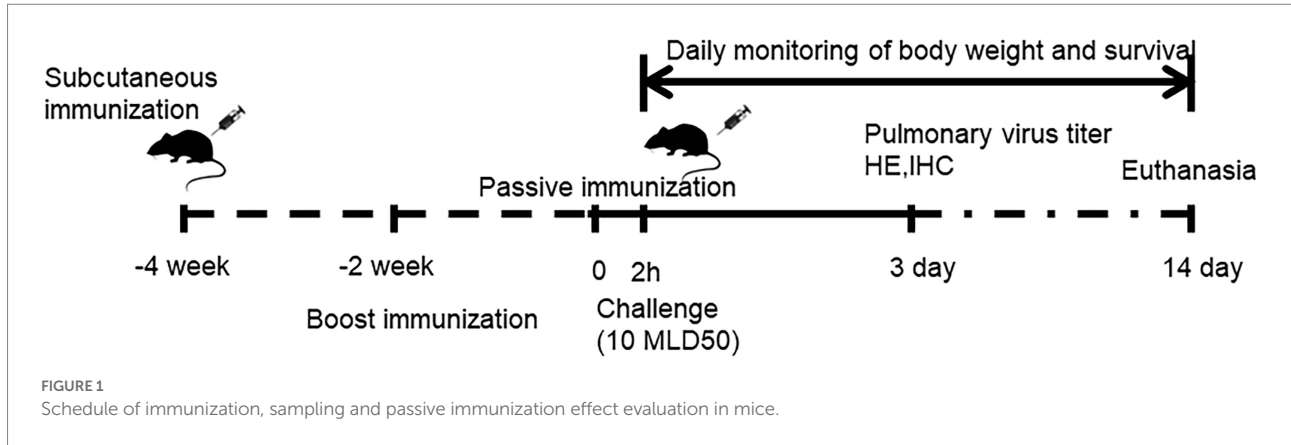 Daily monitoring of body weight and survival
Subcutaneous
immunization
Pulmonary virus titer
HE,IHC
Passive immunization
Euthanasia
-4 week
-2 week
0
2h
3 day
14 day
Boost immunization
Challenge
(10 MLD50)
FIGURE 1
Schedule of immunization, sampling and passive immunization effect evaluation in mice.